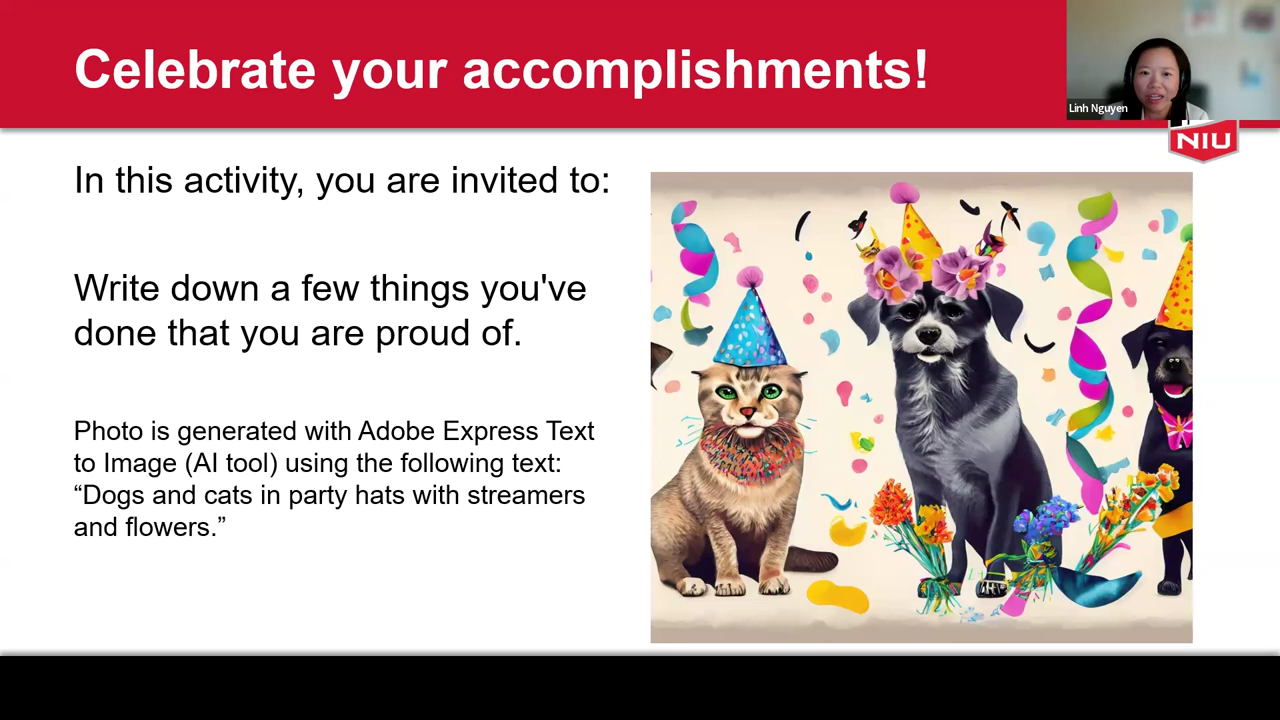 Celebrate your accomplishments!
Linh Nguyen
NIU
In this activity, you are invited to:
Write down a few things you've
done that you are proud of.
Photo is generated with Adobe Express Text
to Image (AI tool) using the following text:
“Dogs and cats in party hats with streamers
and flowers.”